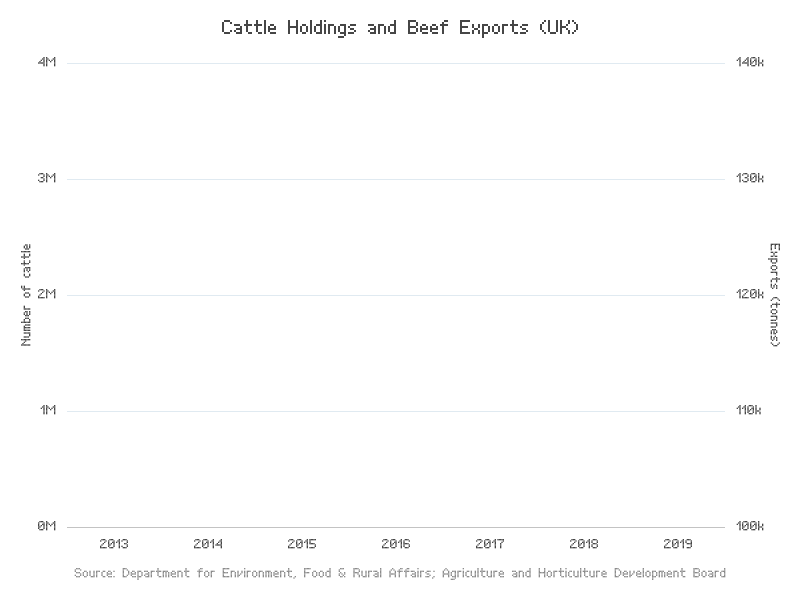 Cattle Holdings and Beef Exports (UK)
4M 140k
3M 130k
Number of cattle
Exports (tonnes)
2M 120k
1M 110k
0M 100k
2013 2014 2015 2016 2017 2018 2019
Source: Department for Environment, Food & Rural Affairs; Agriculture and Horticulture Development Board